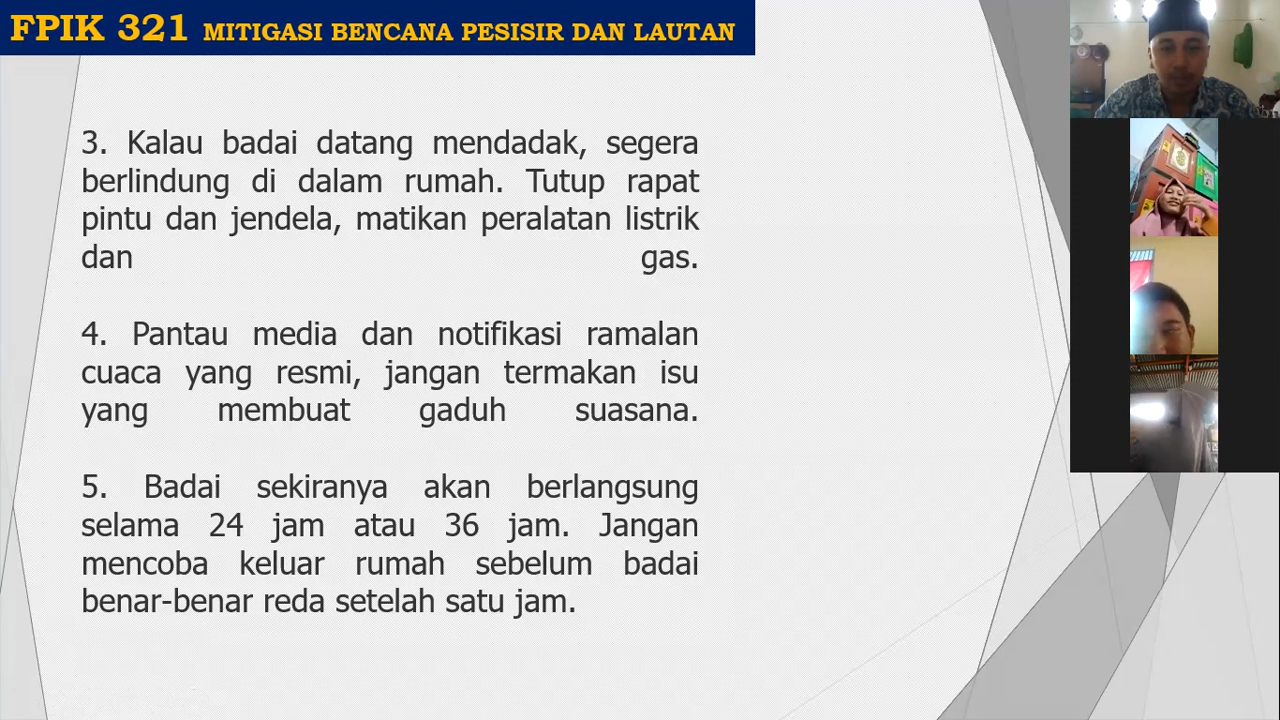 FPIK 321 MITIGASI BENCANA PESISIR DAN LAUTAN
3. Kalau badai datang mendadak, segera
berlindung di dalam rumah. Tutup rapat
pintu dan jendela, matikan peralatan listrik
dan gas.
4. Pantau media dan notifikasi ramalan
cuaca yang resmi, jangan termakan isu
yang membuat gaduh suasana.
5. Badai sekiranya akan berlangsung
selama 24 jam atau 36 jam. Jangan
mencoba keluar rumah sebelum badai
benar-benar reda setelah satu jam.